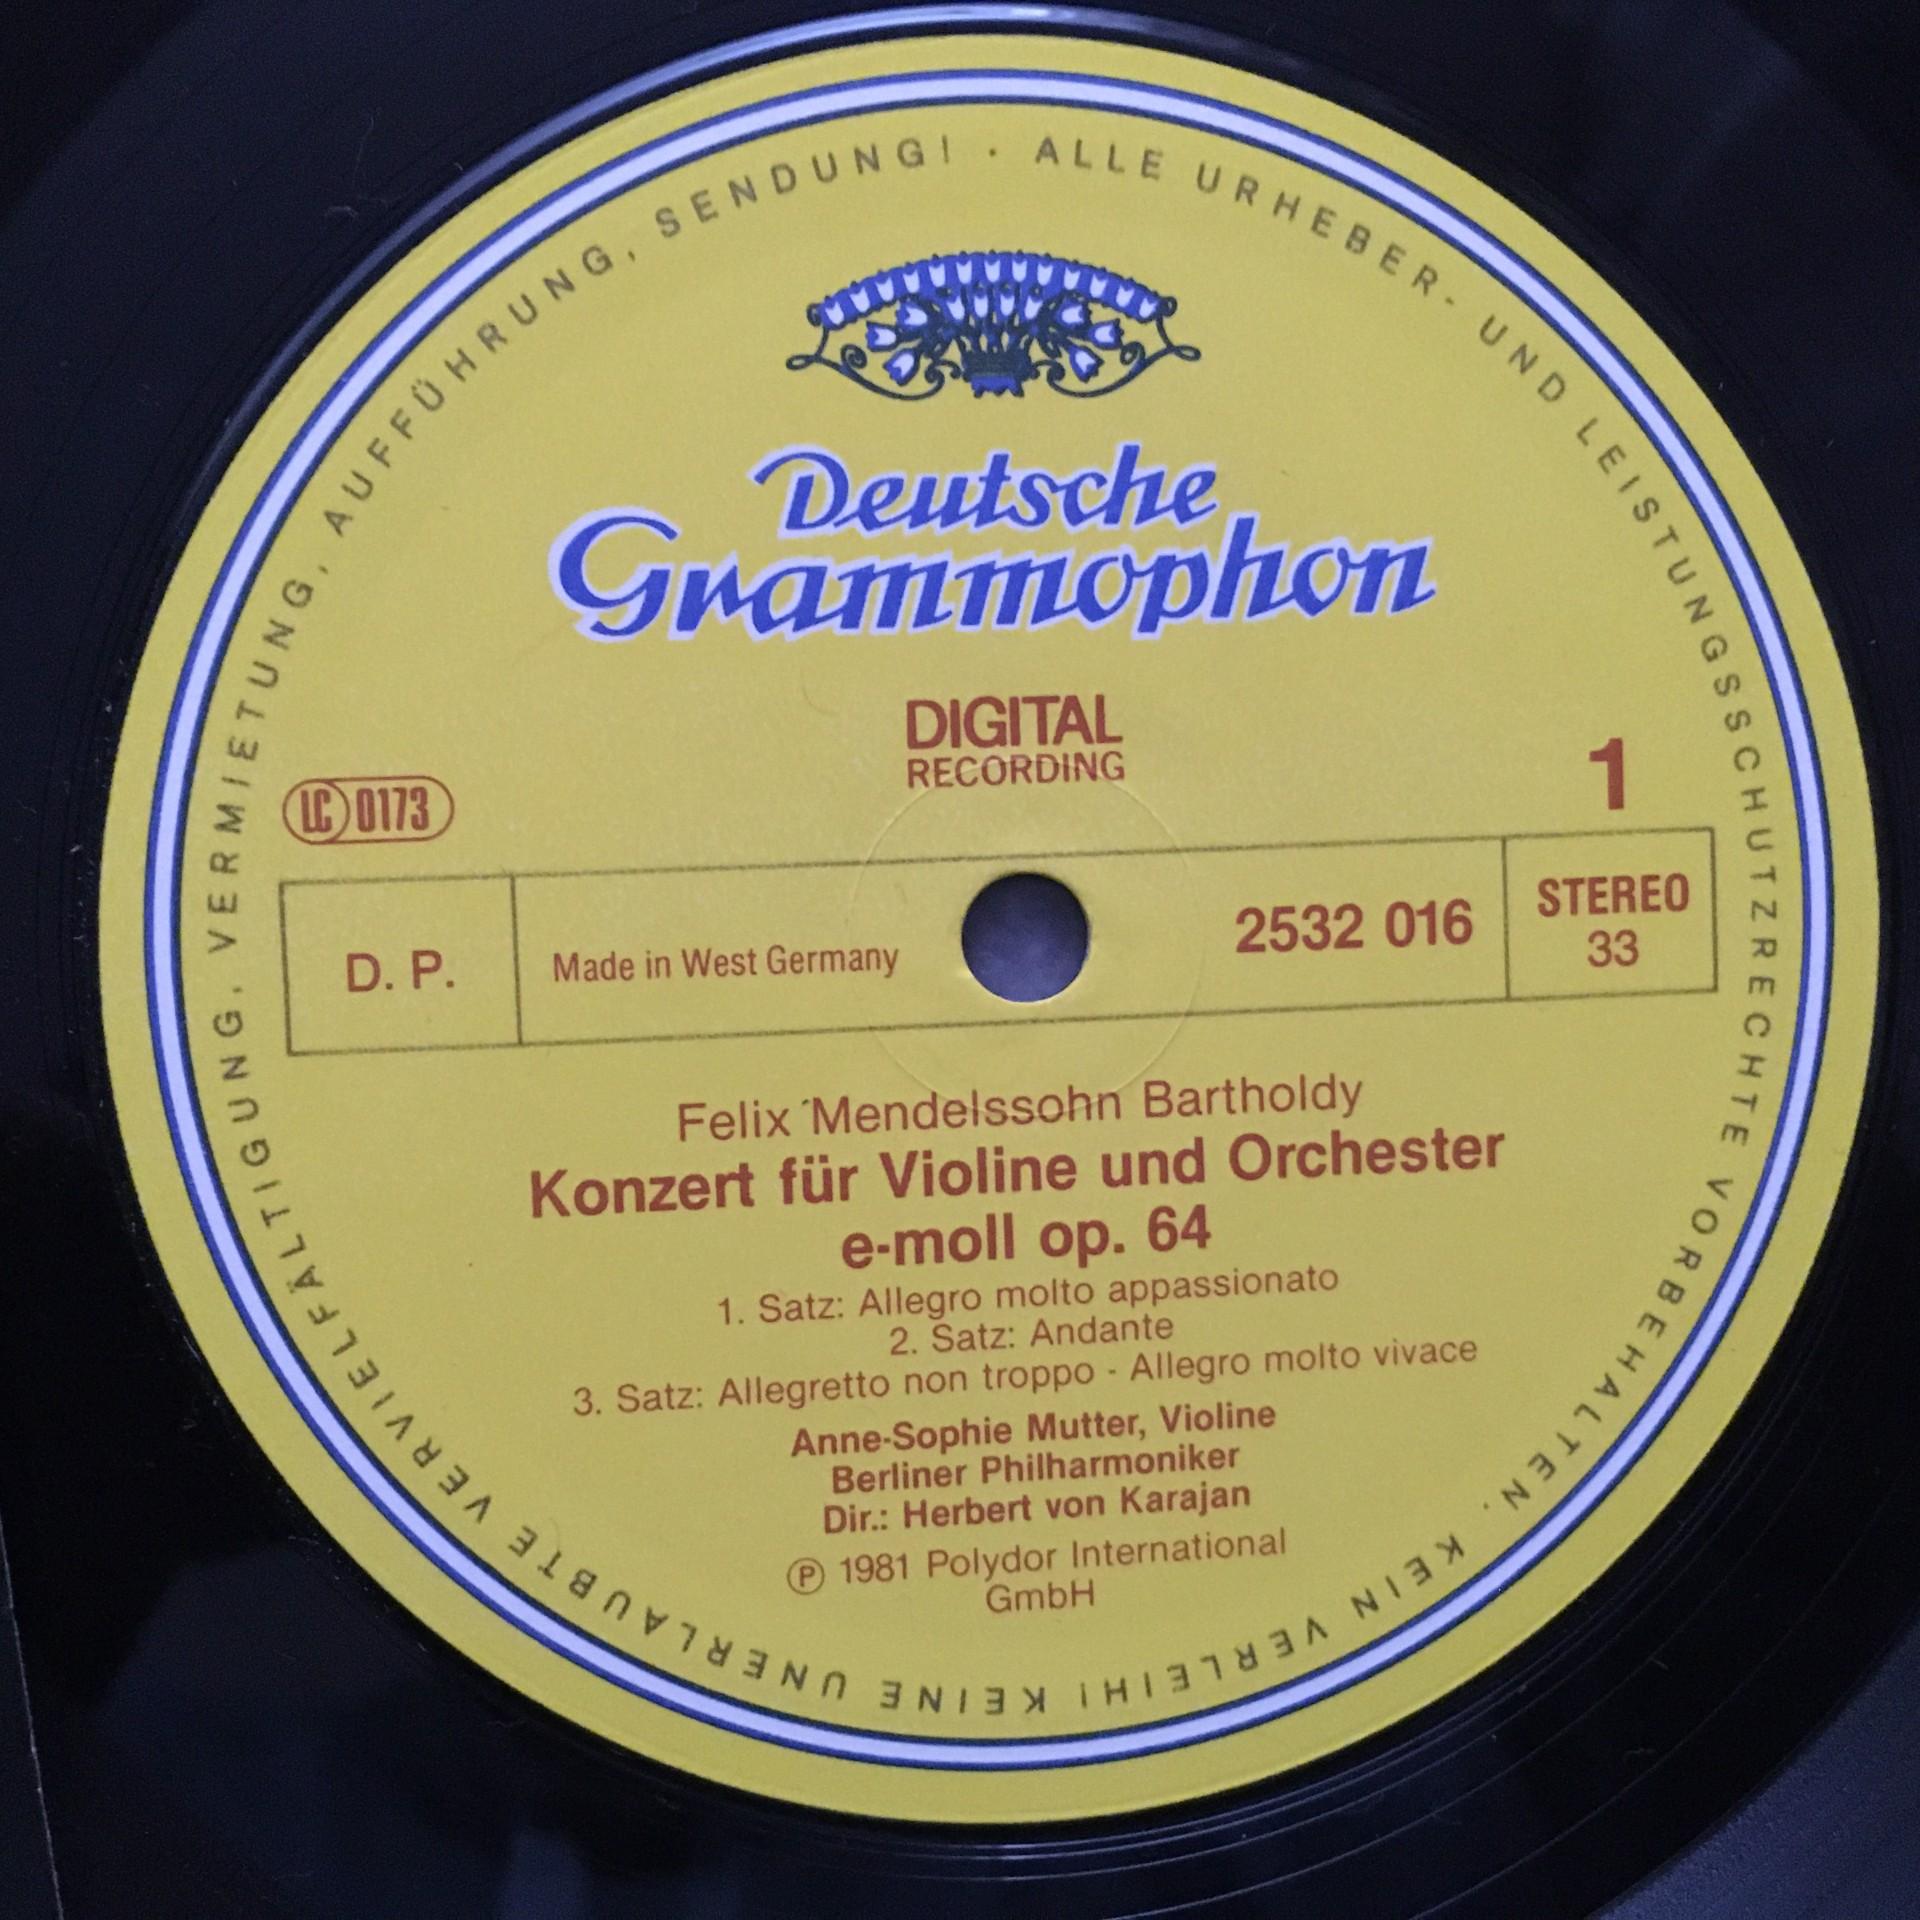 ALLE URHEBER- UND LEISTUNGSSCHUTZRECHTE VORBEHALTEN. KEIN VERLEIH! KEINE UNERLAUBTE VERVIELFÄLTIGUNG, VERMIETUNG, AUFFÜHRUNG, SENDUNG! ·
Deutsche
Grammophon
DIGITAL
RECORDING
LC 0173
1
D. P.
Made in West Germany
2532 016
STEREO
33
Felix Mendelssohn Bartholdy
Konzert für Violine und Orchester
e-moll op. 64
1. Satz: Allegro molto appassionato
2. Satz: Andante
3. Satz: Allegretto non troppo - Allegro molto vivace
Anne-Sophie Mutter, Violine
Berliner Philharmoniker
Dir.: Herbert von Karajan
℗ 1981 Polydor International
GmbH